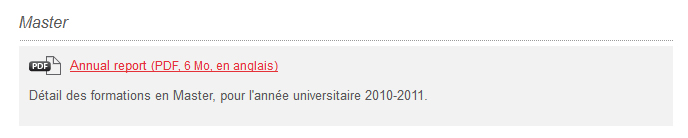 Master
PDF Annual report (PDF, 6 Mo, en anglais)
Détail des formations en Master, pour l'année universitaire 2010-2011.